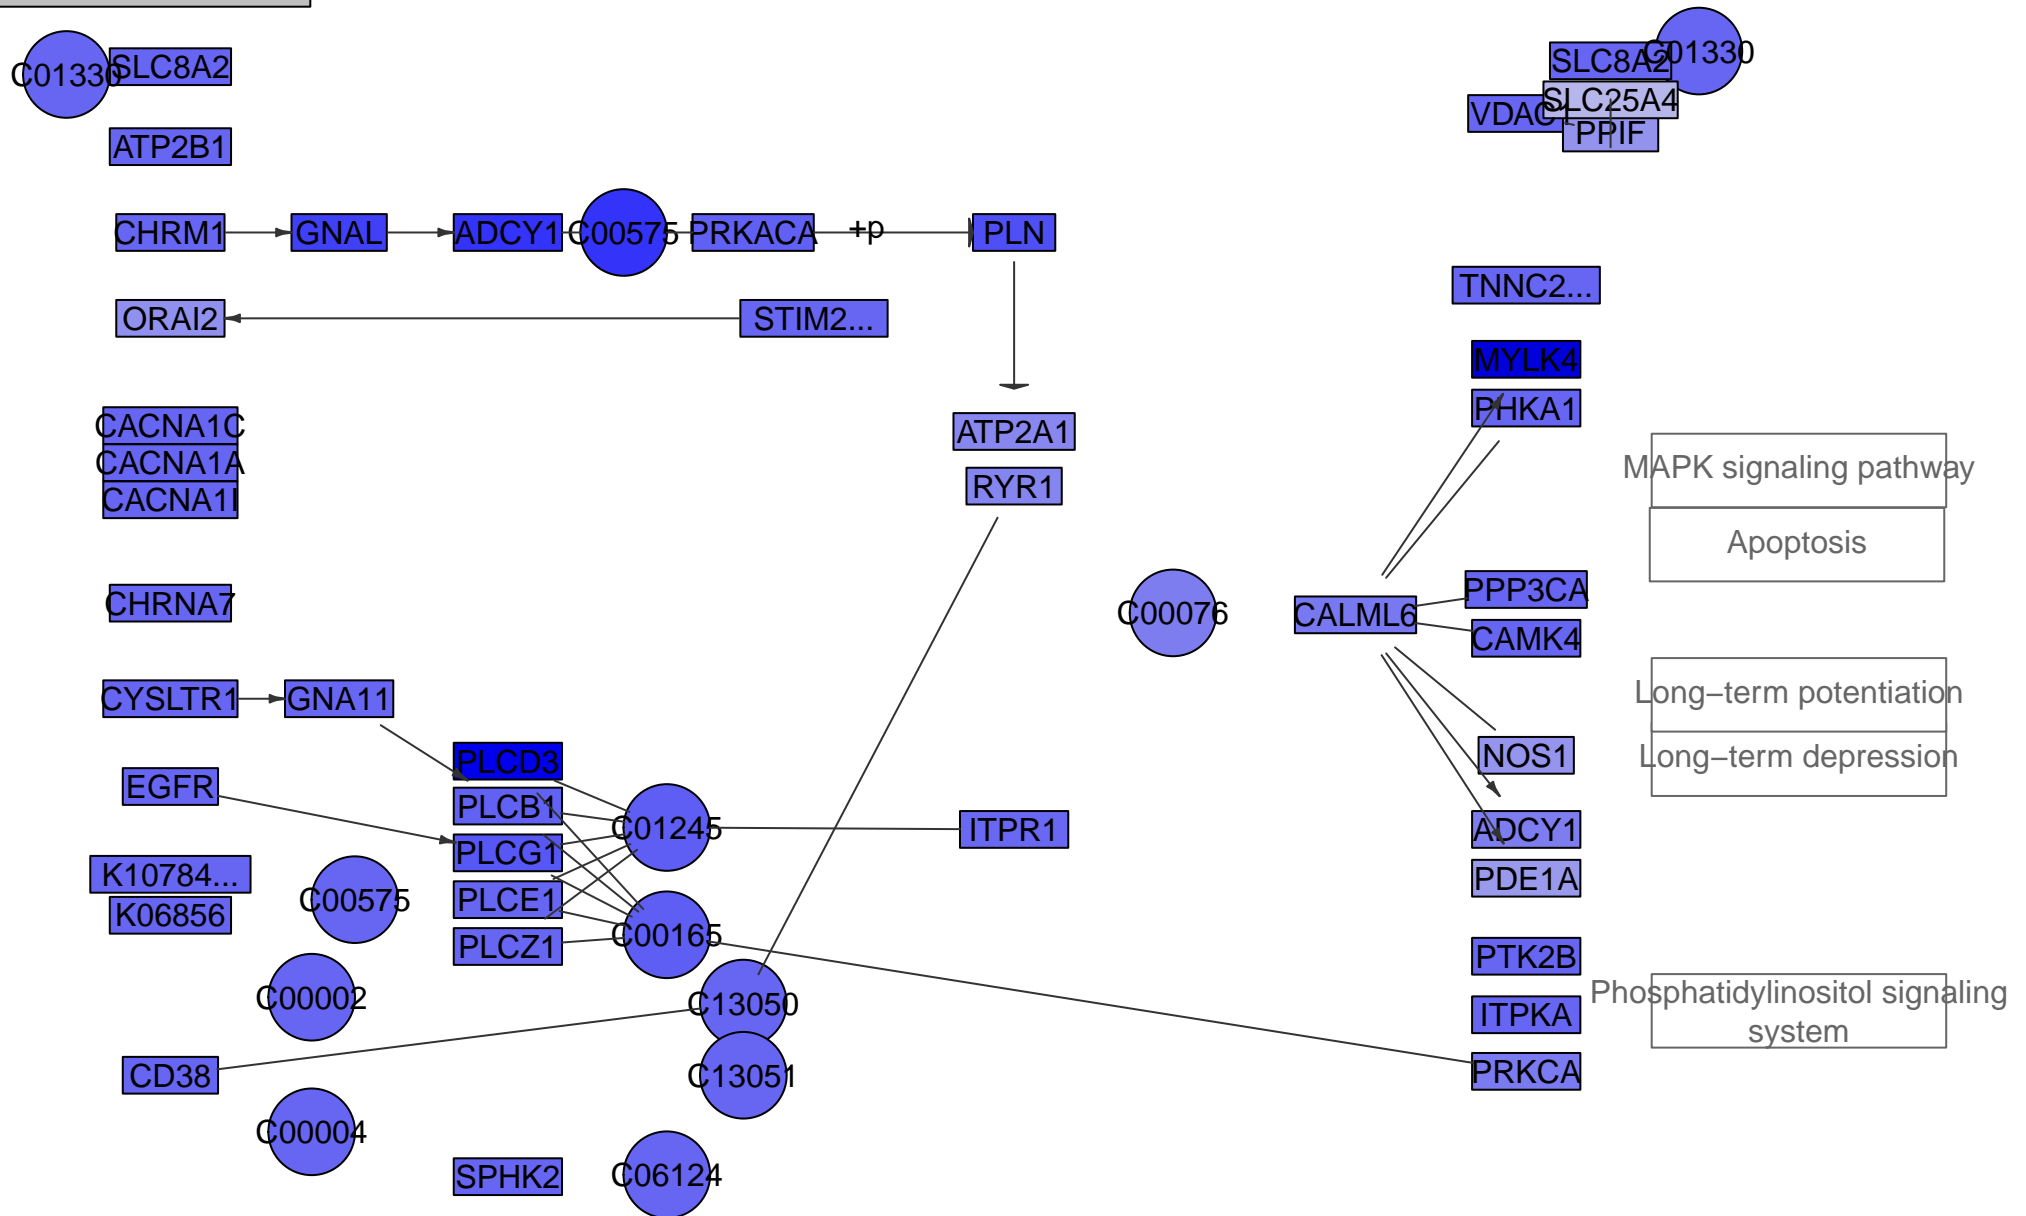 C01330
SLC8A2
SLC8A2
C01330
SLC25A4
VDAC1
PPIF
ATP2B1
CHRM1
GNAL
ADCY1
C00575
PRKACA
+p
PLN
TNNC2...
ORAI2
STIM2...
MYLK4
PHKA1
CACNA1C
CACNA1A
CACNA1I
ATP2A1
RYR1
MAPK signaling pathway
Apoptosis
CHRNA7
C00076
CALML6
PPP3CA
CAMK4
CYSLTR1
GNA11
Long−term potentiation
Long−term depression
NOS1
PLCD3
EGFR
PLCB1
C01245
ITPR1
ADCY1
PLCG1
PDE1A
K10784...
K06856
C00575
PLCE1
PLCZ1
C00165
PTK2B
C00002
C13050
ITPKA
Phosphatidylinositol signaling
system
CD38
C13051
PRKCA
C00004
SPHK2
C06124